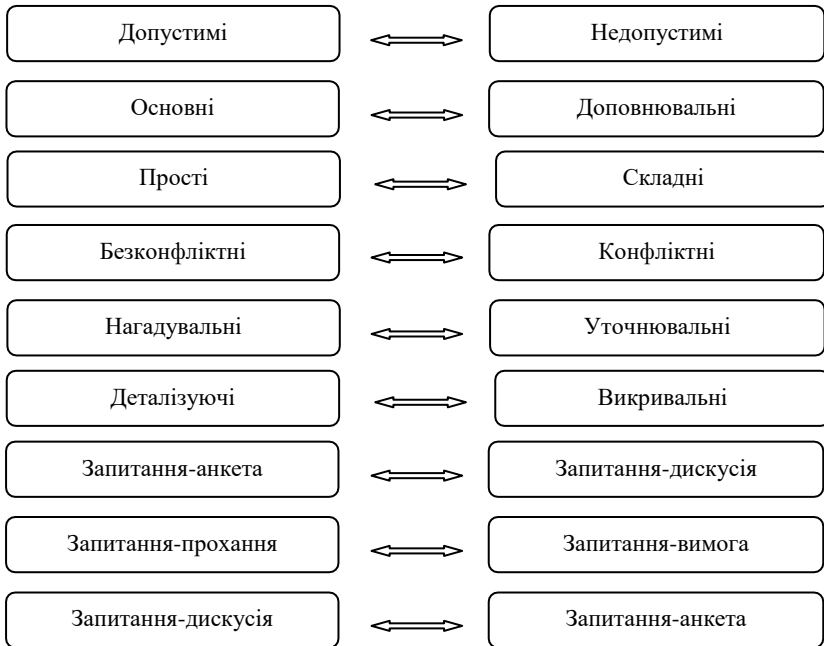 Допустимі
Недопустимі
Основні
Доповнювальні
Прості
Складні
Безконфліктні
Конфліктні
Нагадувальні
Уточнювальні
Деталізуючі
Викривальні
Запитання-анкета
Запитання-дискусія
Запитання-прохання
Запитання-вимога
Запитання-дискусія
Запитання-анкета